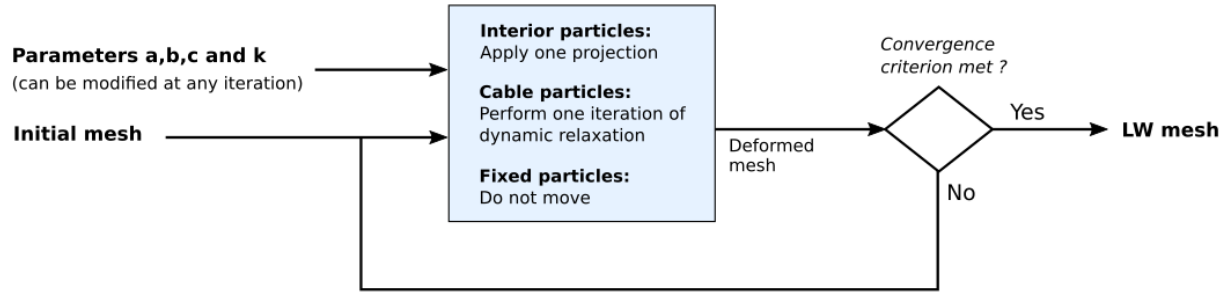 Parameters a,b,c and k
(can be modified at any iteration)
Initial mesh
Interior particles:
Apply one projection
Cable particles:
Perform one iteration of
dynamic relaxation
Fixed particles:
Do not move
Deformed
mesh
Convergence
criterion met ?
Yes
No
LW mesh